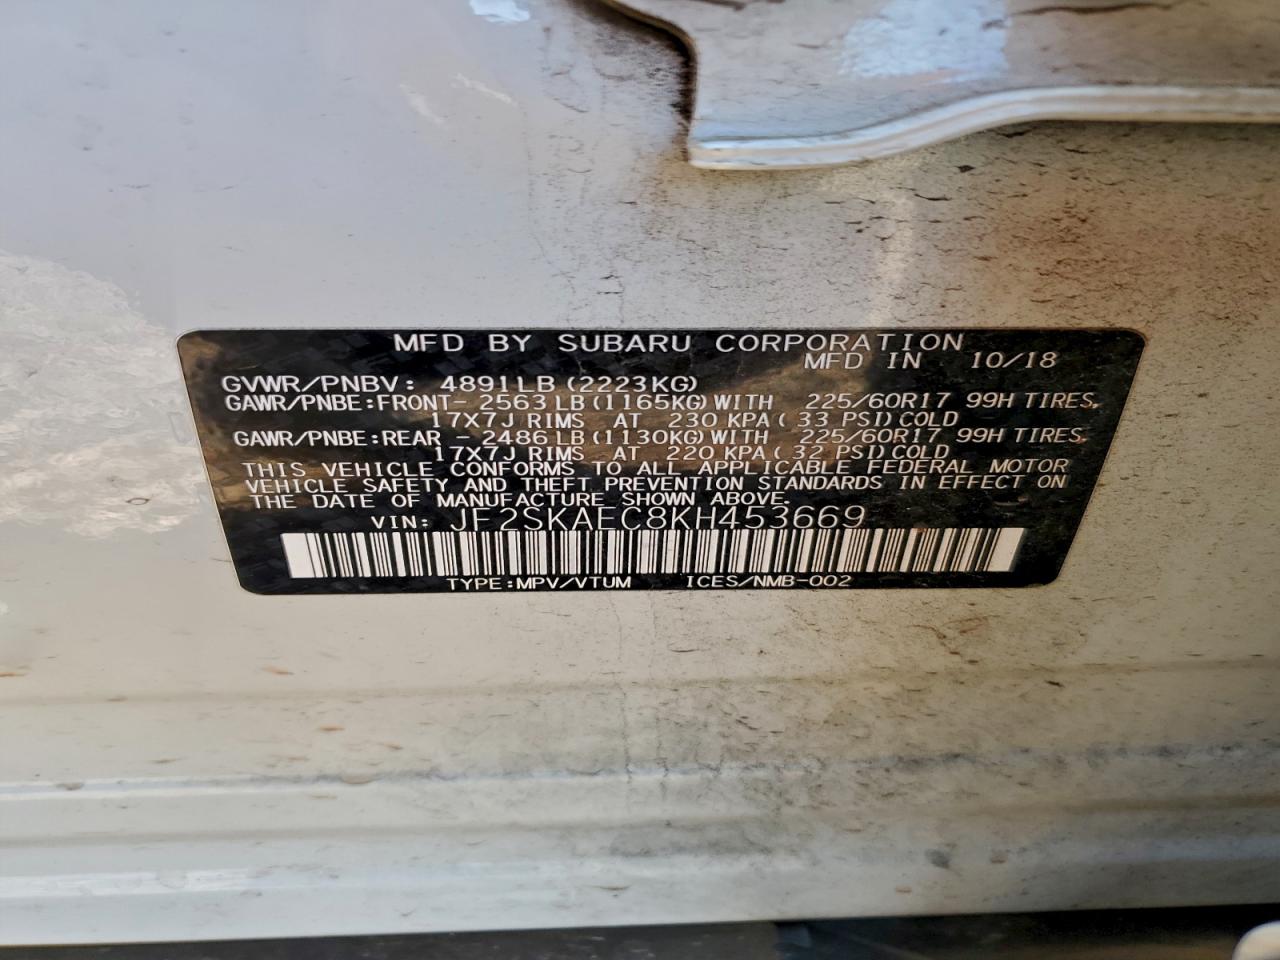 MFD BY SUBARU CORPORATION
MFD IN 10/18
GVWR/PNBV: 4891LB(2223KG)
GAWR/PNBE:FRONT- 2563LB(1165KG)WITH 225/60R17 99H TIRES,
17X7J RIMS AT 230 KPA( 33 PSI)COLD
GAWR/PNBE:REAR - 2486LB(1130KG)WITH 225/60R17 99H TIRES,
17X7J RIMS AT 220 KPA( 32 PSI)COLD
THIS VEHICLE CONFORMS TO ALL APPLICABLE FEDERAL MOTOR
VEHICLE SAFETY AND THEFT PREVENTION STANDARDS IN EFFECT ON
THE DATE OF MANUFACTURE SHOWN ABOVE.
VIN: JF2SKAEC8KH453669
TYPE:MPV/VTUM ICES/NMB-002